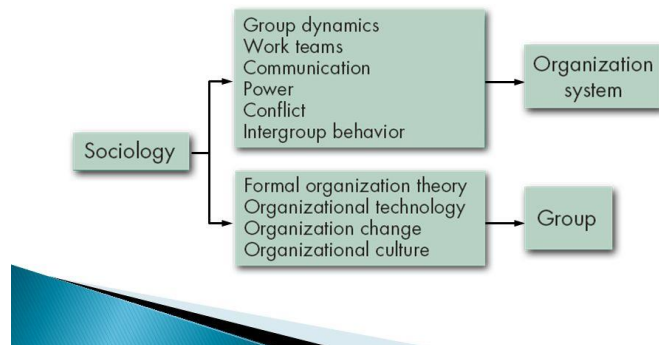 Sociology
Group dynamics
Work teams
Communication
Power
Conflict
Intergroup behavior
Organization
system
Formal organization theory
Organizational technology
Organization change
Organizational culture
Group